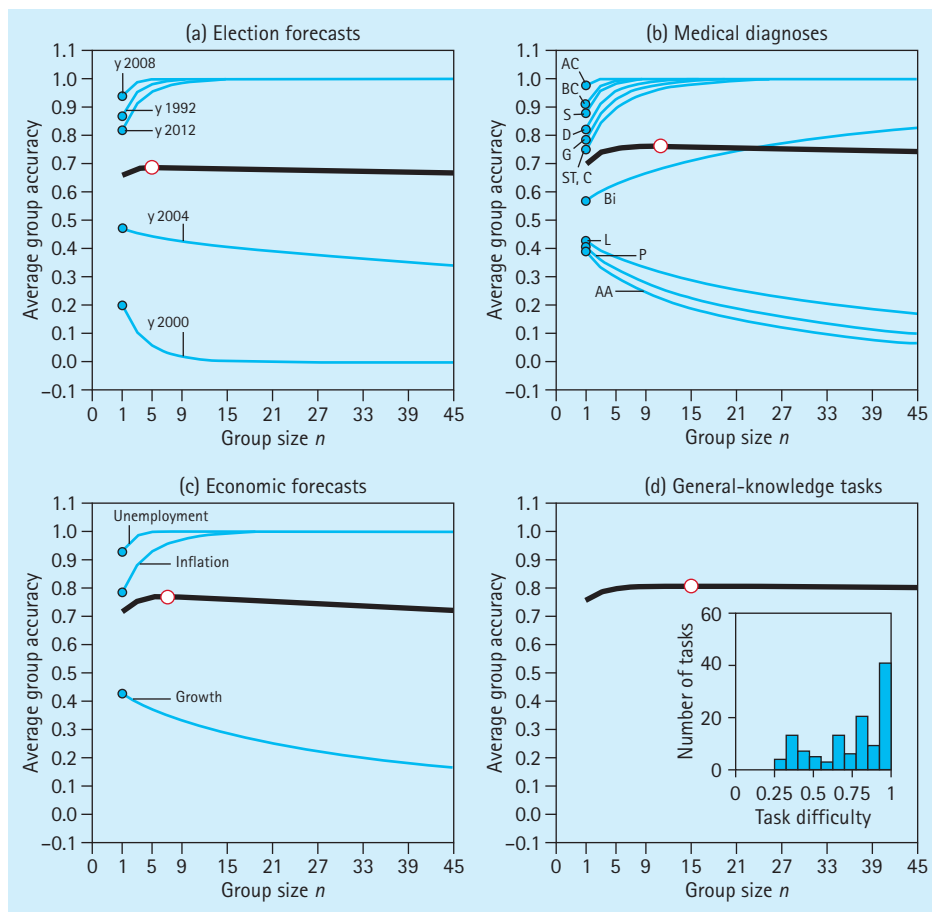 (a) Election forecasts
Average group accuracy
1.1
1.0
0.9
0.8
0.7
0.6
0.5
0.4
0.3
0.2
0.1
0.0
–0.1
y 2008
y 1992
y 2012
y 2004
y 2000
0 1 5 9 15 21 27 33 39 45
Group size n
(b) Medical diagnoses
Average group accuracy
1.1
1.0
0.9
0.8
0.7
0.6
0.5
0.4
0.3
0.2
0.1
0.0
–0.1
AC
BC
S
D
G
ST, C
Bi
L
P
AA
0 1 5 9 15 21 27 33 39 45
Group size n
(c) Economic forecasts
Average group accuracy
1.1
1.0
0.9
0.8
0.7
0.6
0.5
0.4
0.3
0.2
0.1
0.0
–0.1
Unemployment
Inflation
Growth
0 1 5 9 15 21 27 33 39 45
Group size n
(d) General-knowledge tasks
Average group accuracy
1.1
1.0
0.9
0.8
0.7
0.6
0.5
0.4
0.3
0.2
0.1
0.0
–0.1
Number of tasks
60
40
20
0
0 0.25 0.5 0.75 1
Task difficulty
0 1 5 9 15 21 27 33 39 45
Group size n